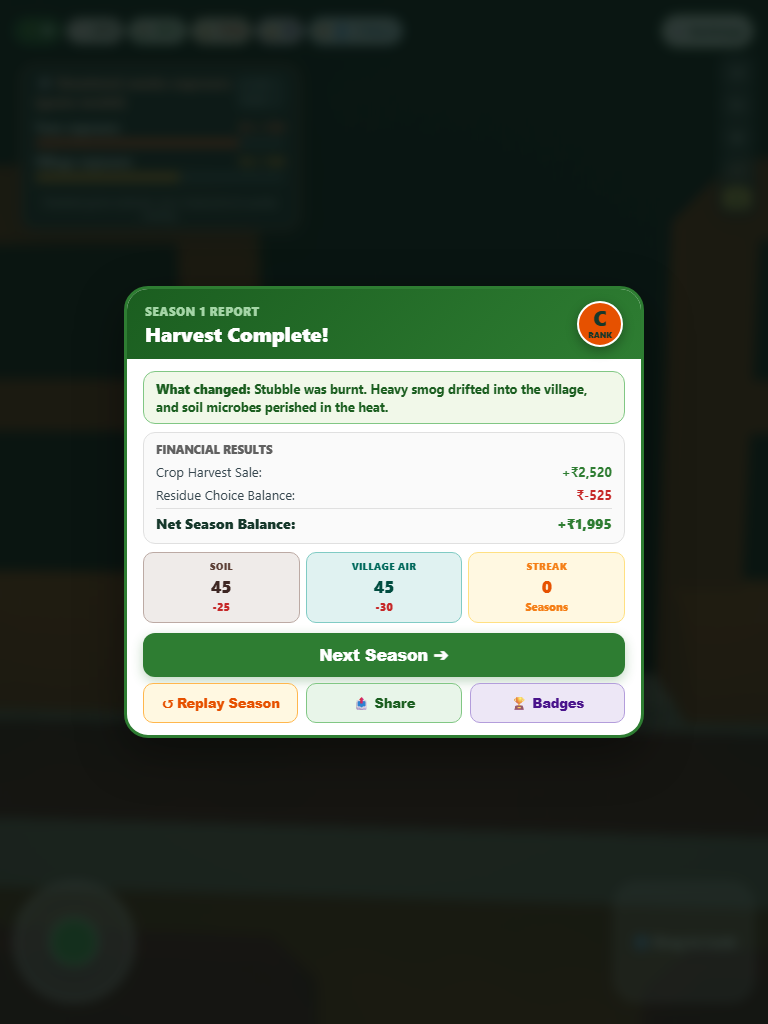 SEASON 1 REPORT
Harvest Complete!
C
RANK
What changed: Stubble was burnt. Heavy smog drifted into the village,
and soil microbes perished in the heat.
FINANCIAL RESULTS
Crop Harvest Sale: +₹2,520
Residue Choice Balance: ₹-525
Net Season Balance: +₹1,995
SOIL
45
-25
VILLAGE AIR
45
-30
STREAK
0
Seasons
Next Season ➔
↺ Replay Season
📤 Share
🏆 Badges